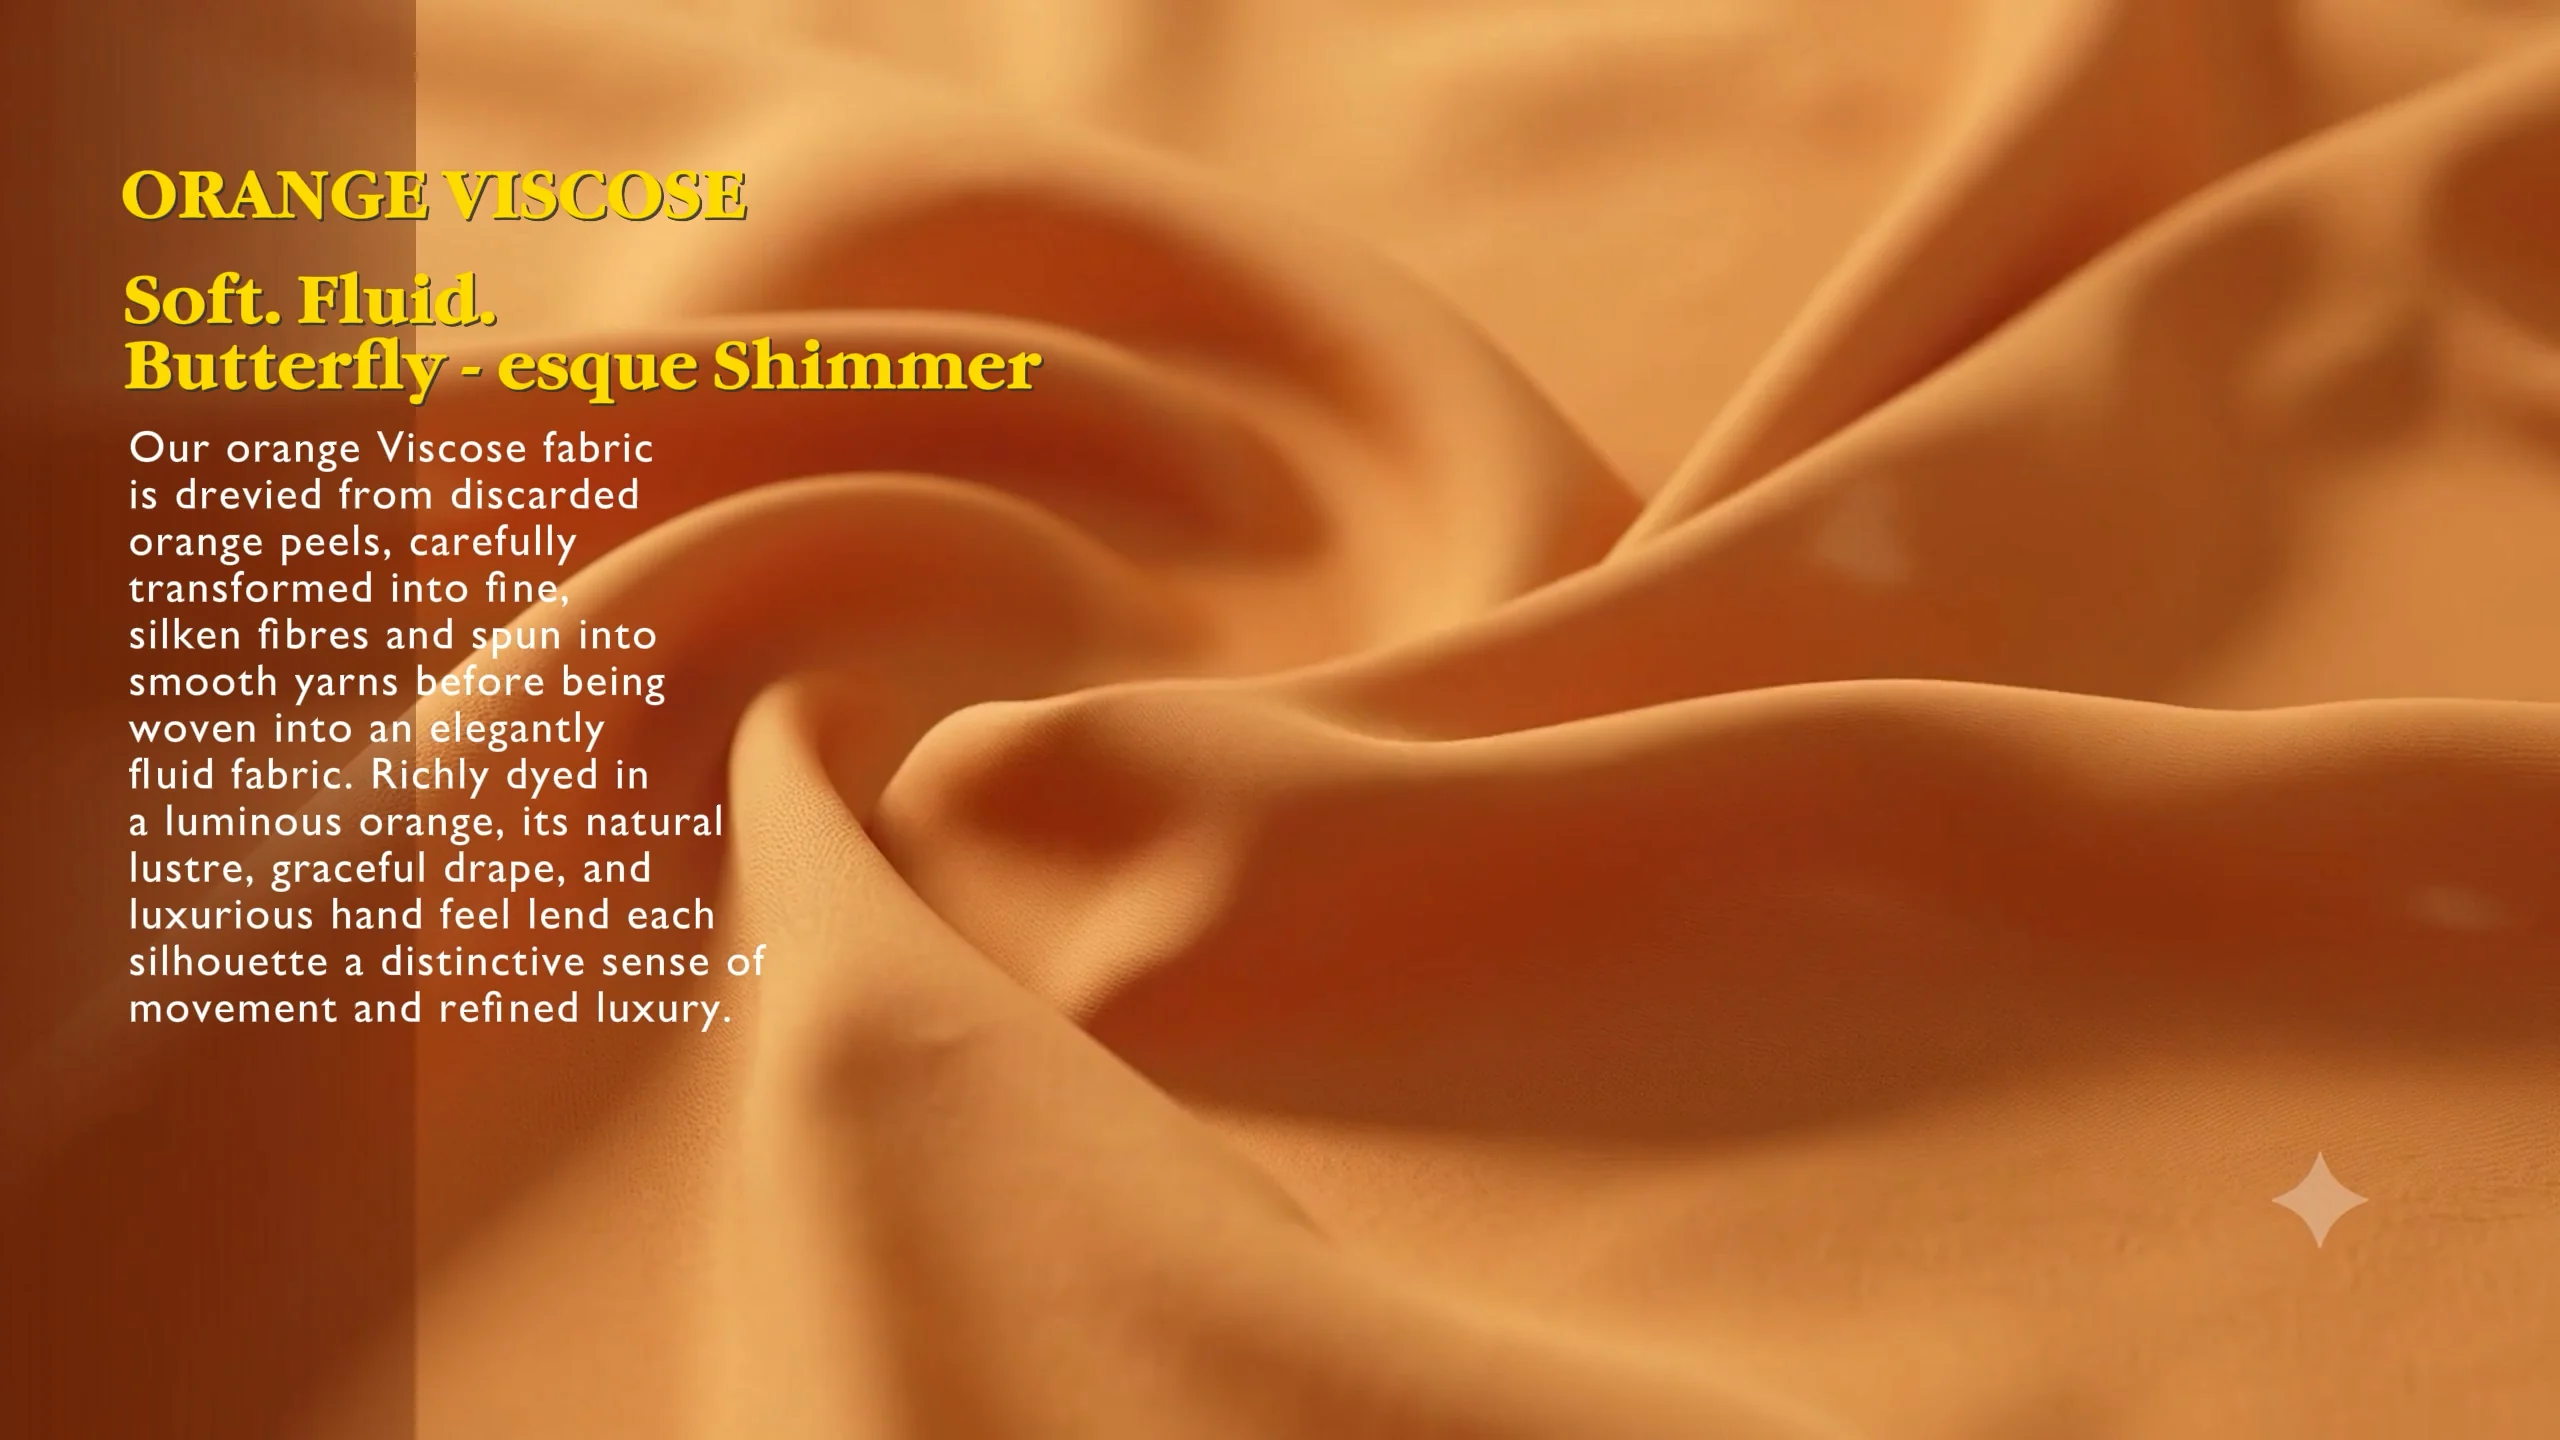 ORANGE VISCOSE
Soft. Fluid.
Butterfly - esque Shimmer
Our orange Viscose fabric
is drevied from discarded
orange peels, carefully
transformed into fine,
silken fibres and spun into
smooth yarns before being
woven into an elegantly
fluid fabric. Richly dyed in
a luminous orange, its natural
lustre, graceful drape, and
luxurious hand feel lend each
silhouette a distinctive sense of
movement and refined luxury.